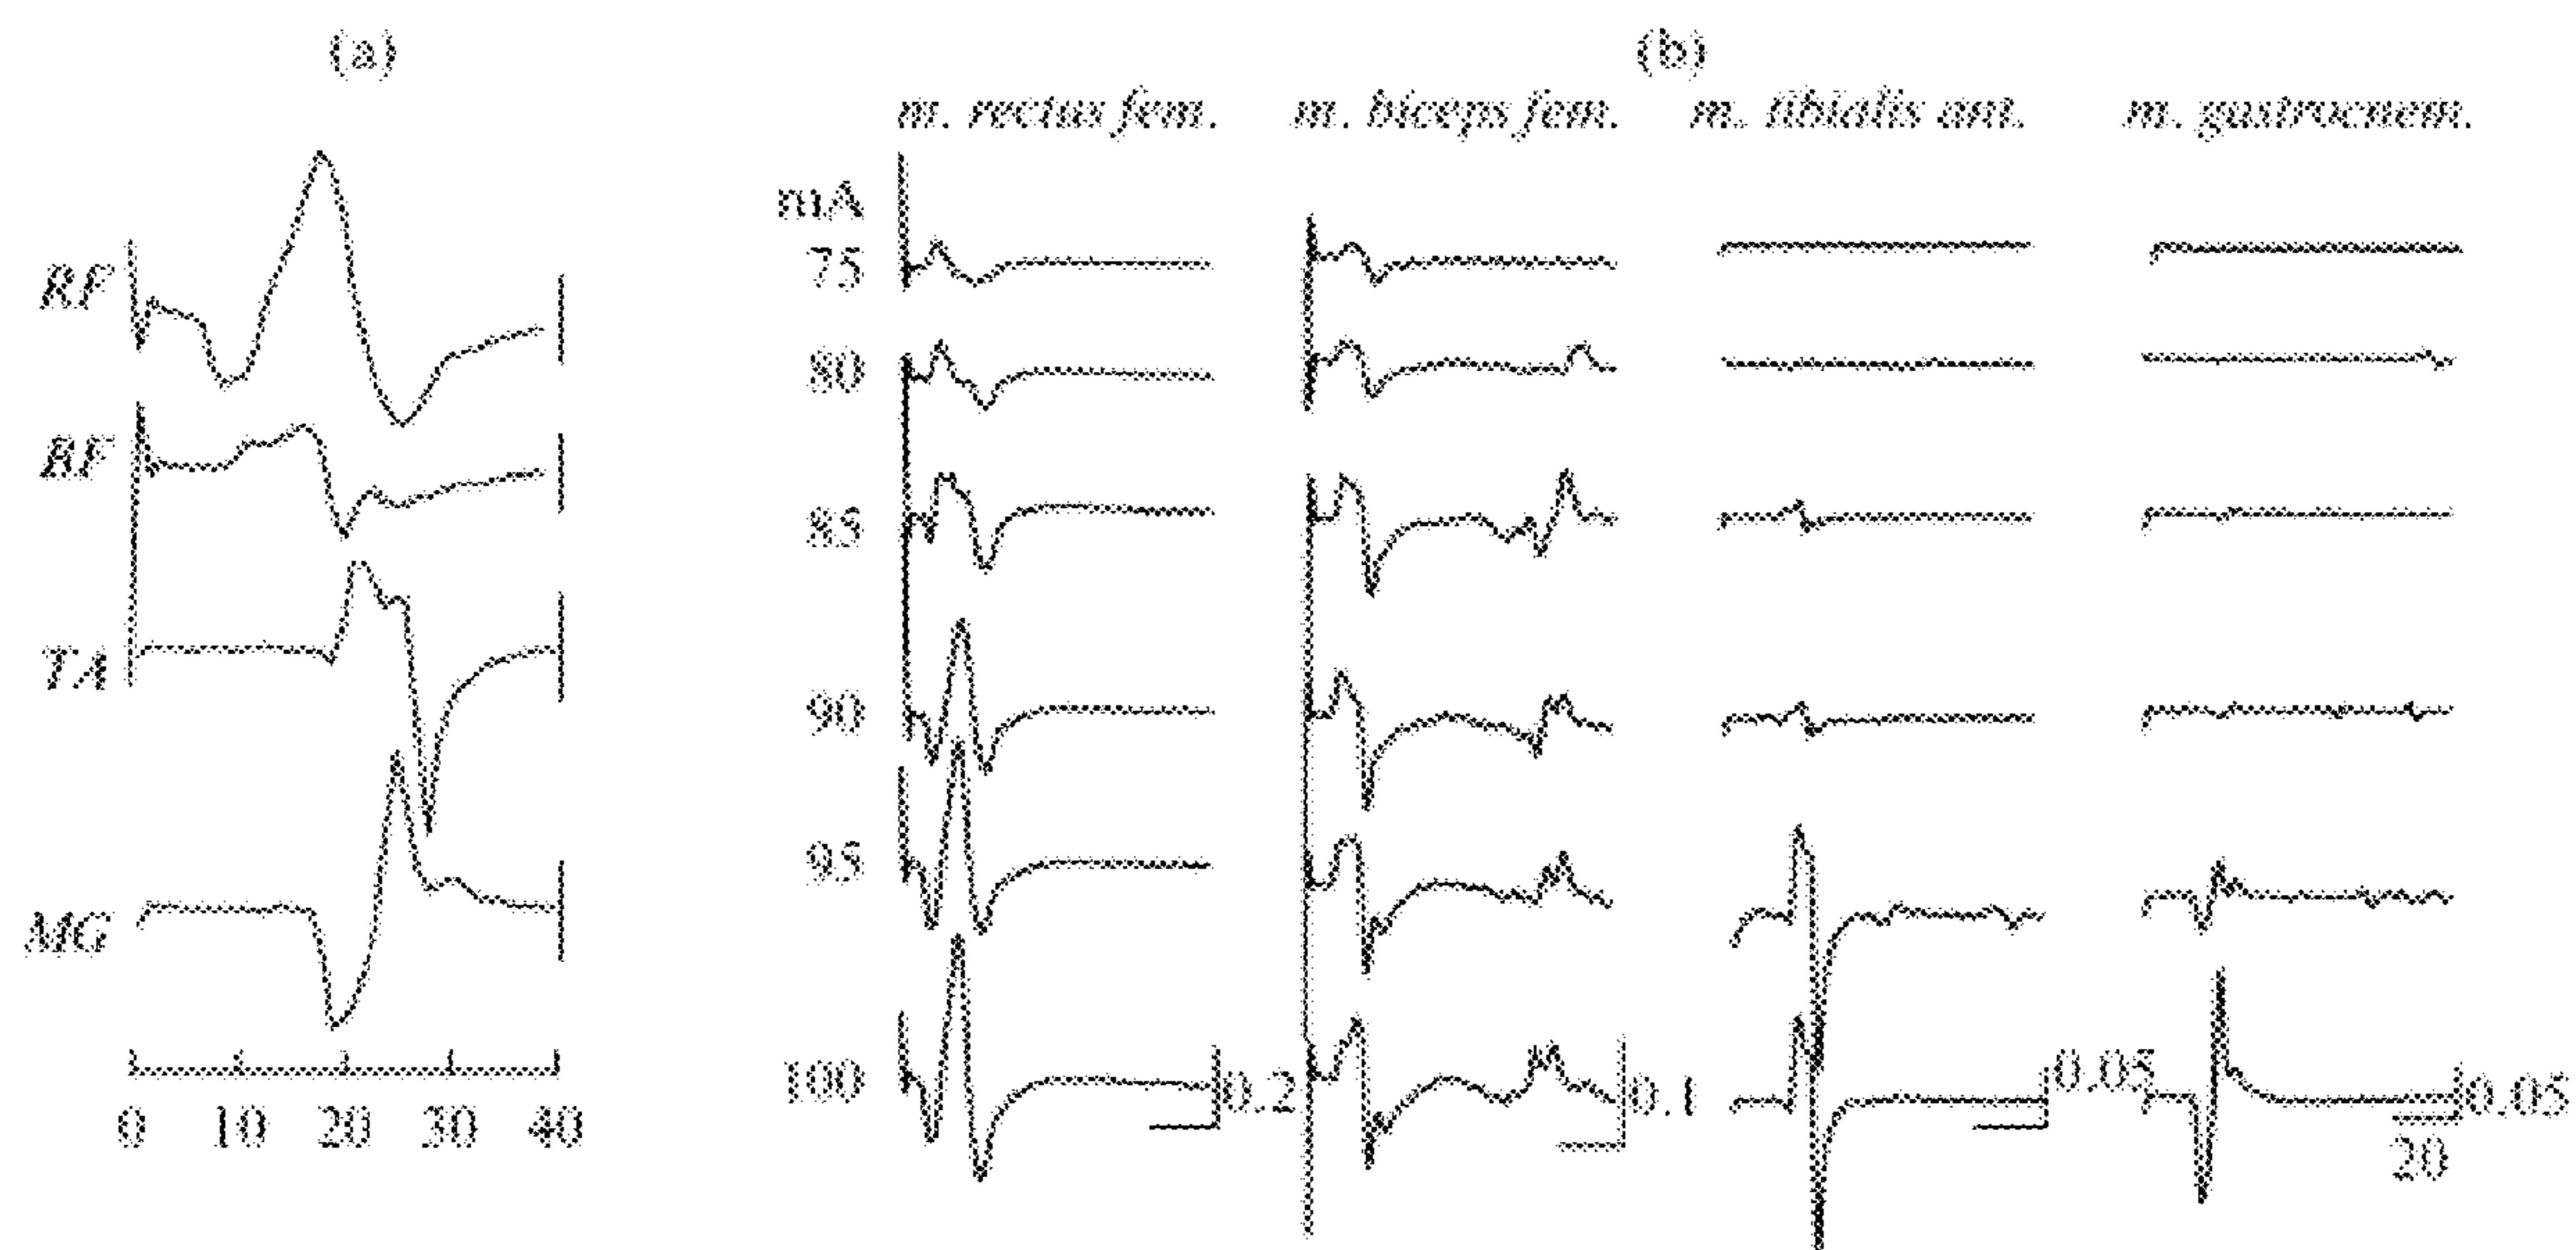 (a)
RF
BF
TA
MG
0 10 20 30 40
(b)
m. rectus fem. m. biceps fem. m. tibialis ant. m. gastrocnem.
mA
75
80
85
90
95
100
0.2
0.1
0.05
0.05
20